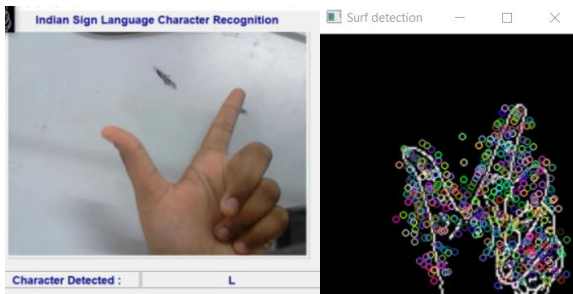 Indian Sign Language Character Recognition
Surf detection
Character Detected :
L